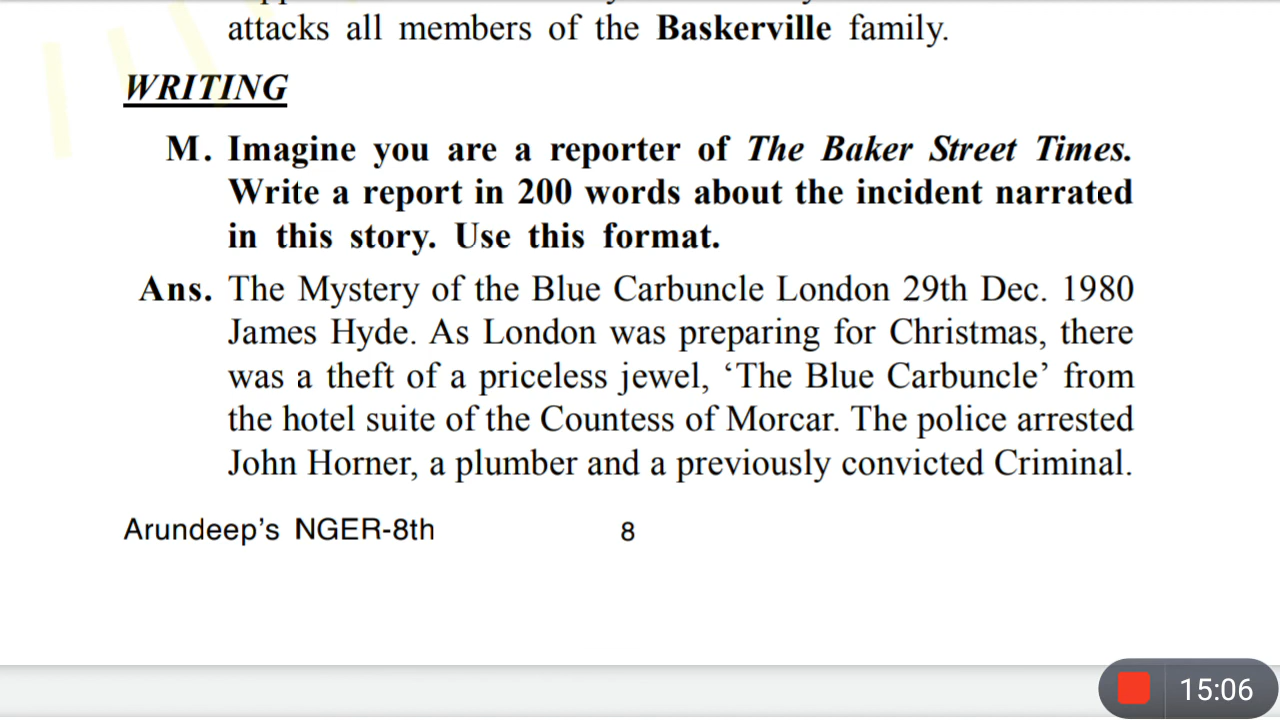 attacks all members of the Baskerville family.
WRITING
M. Imagine you are a reporter of The Baker Street Times.
Write a report in 200 words about the incident narrated
in this story. Use this format.
Ans. The Mystery of the Blue Carbuncle London 29th Dec. 1980
James Hyde. As London was preparing for Christmas, there
was a theft of a priceless jewel, ‘The Blue Carbuncle’ from
the hotel suite of the Countess of Morcar. The police arrested
John Horner, a plumber and a previously convicted Criminal.
Arundeep's NGER-8th 8
15:06